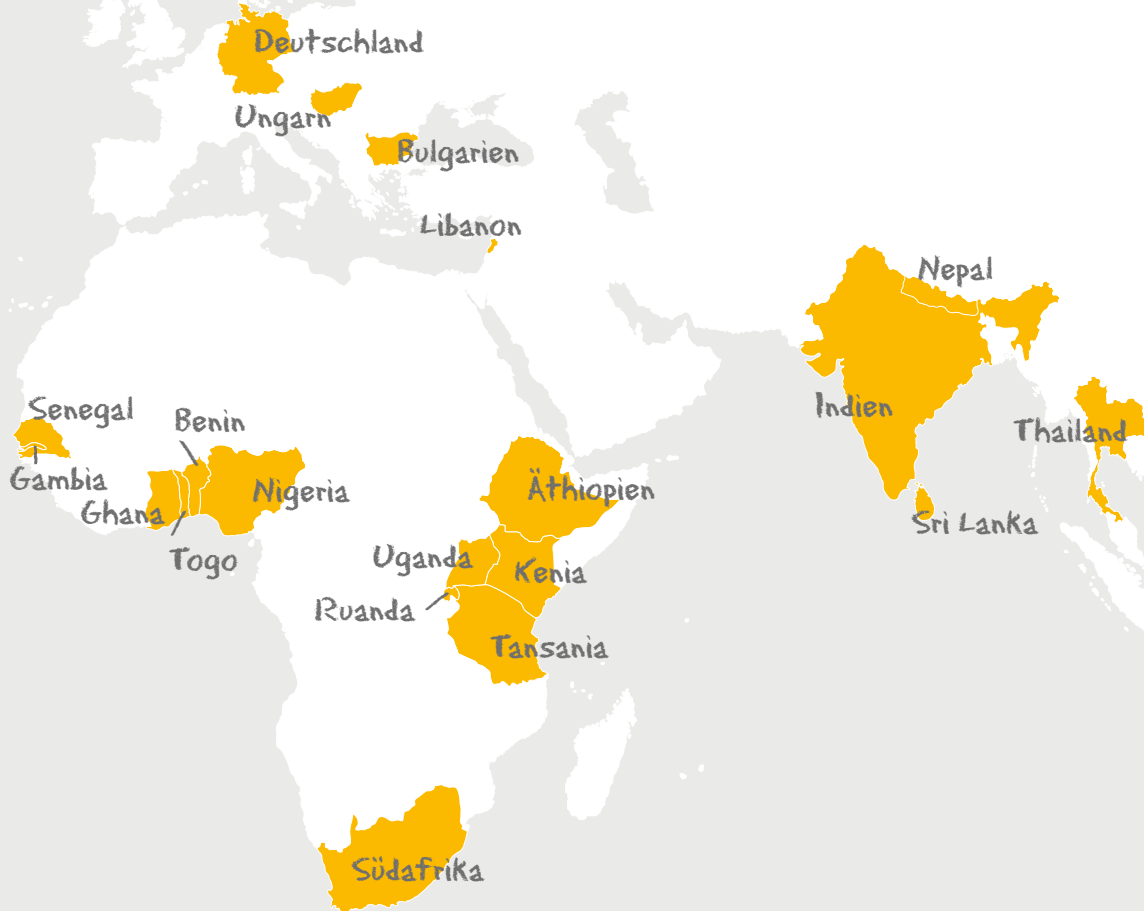 Deutschland
Ungarn
Bulgarien
Libanon
Nepal
Senegal
Benin
Indien
Thailand
Gambia
Nigeria
Äthiopien
Ghana
Sri Lanka
Togo
Uganda
Kenia
Ruanda
Tansania
Südafrika